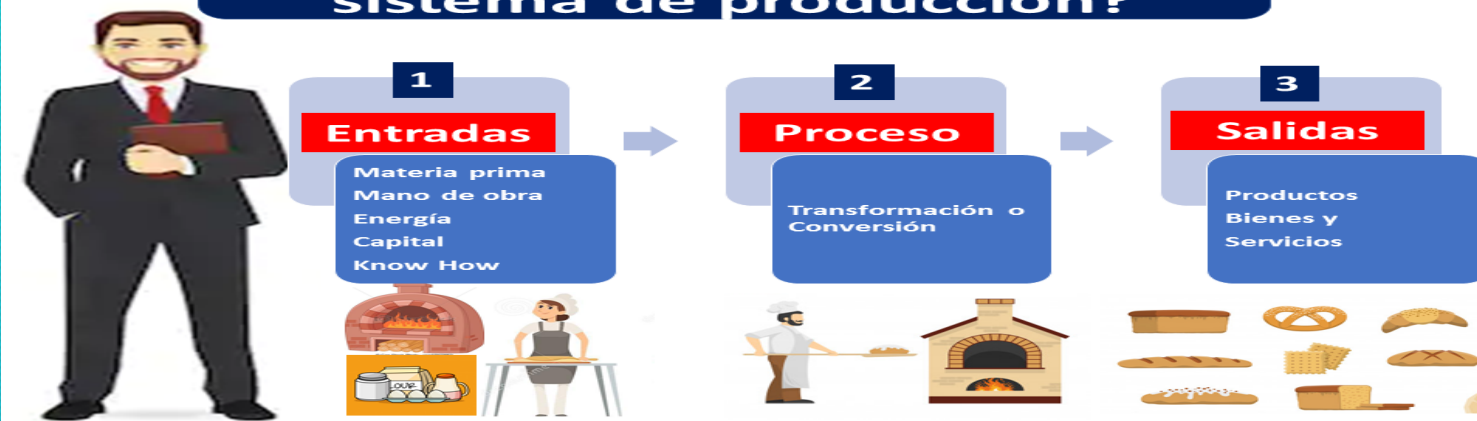 sistema de producción?
1
Entradas
Materia prima
Mano de obra
Energía
Capital
Know How
2
Proceso
Transformación o
Conversión
3
Salidas
Productos
Bienes y
Servicios
FLOUR